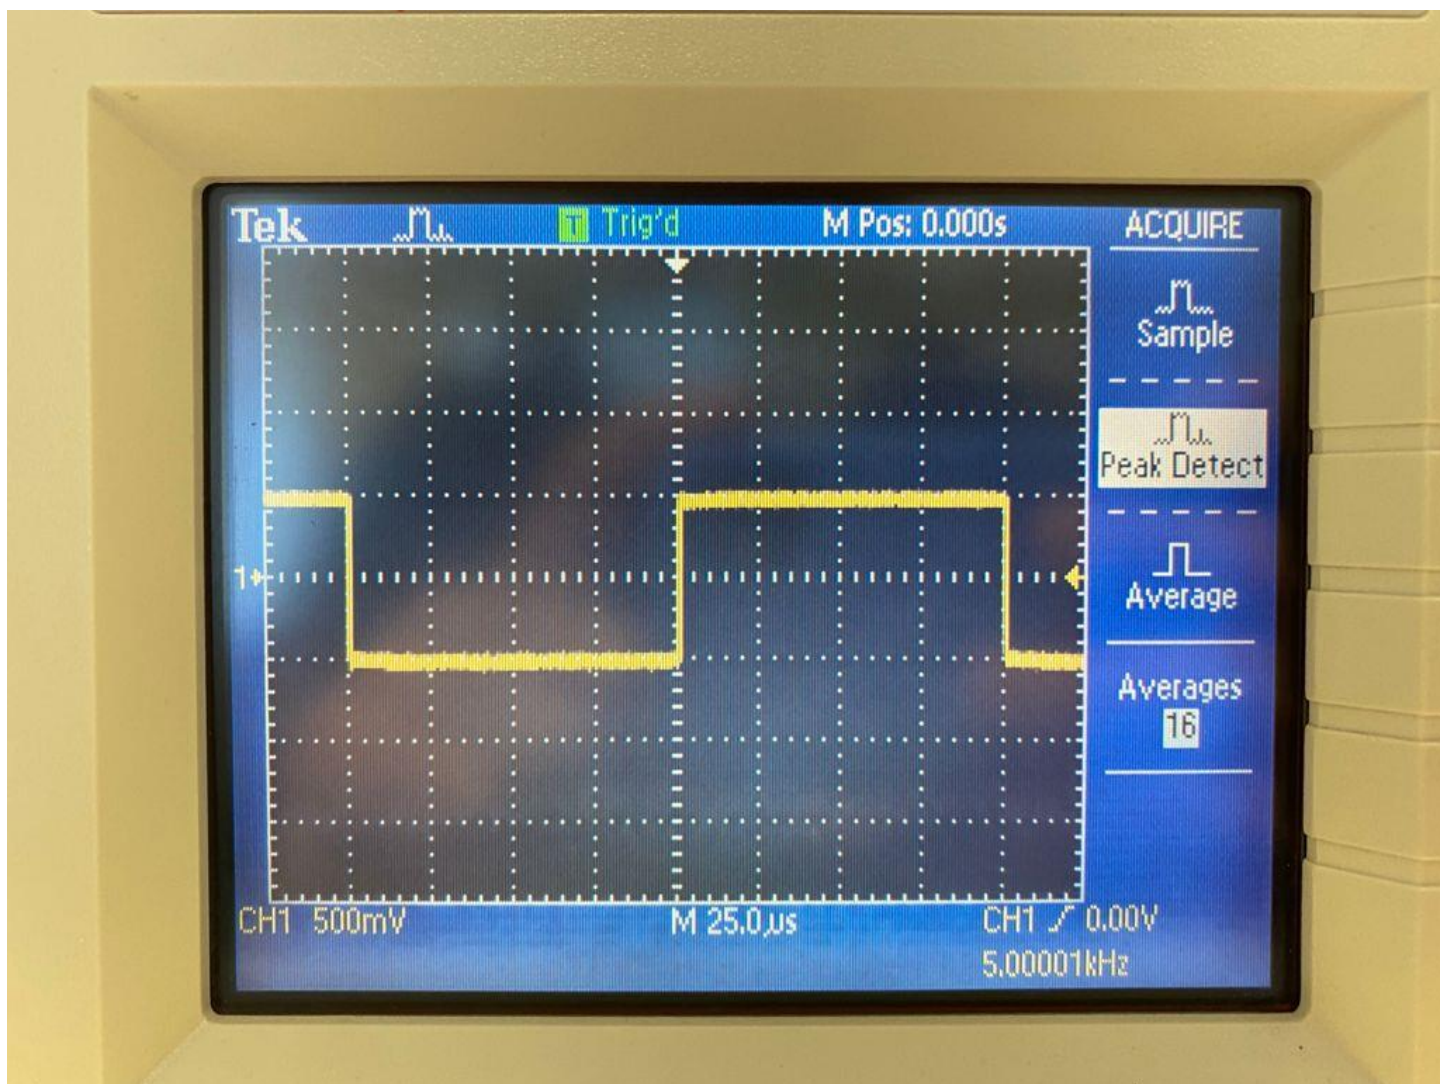 Tek T Trig'd M Pos: 0.000s ACQUIRE
Sample
Peak Detect
1
Average
Averages
16
CH1 500mV M 25.0µs CH1 0.00V
5.00001kHz